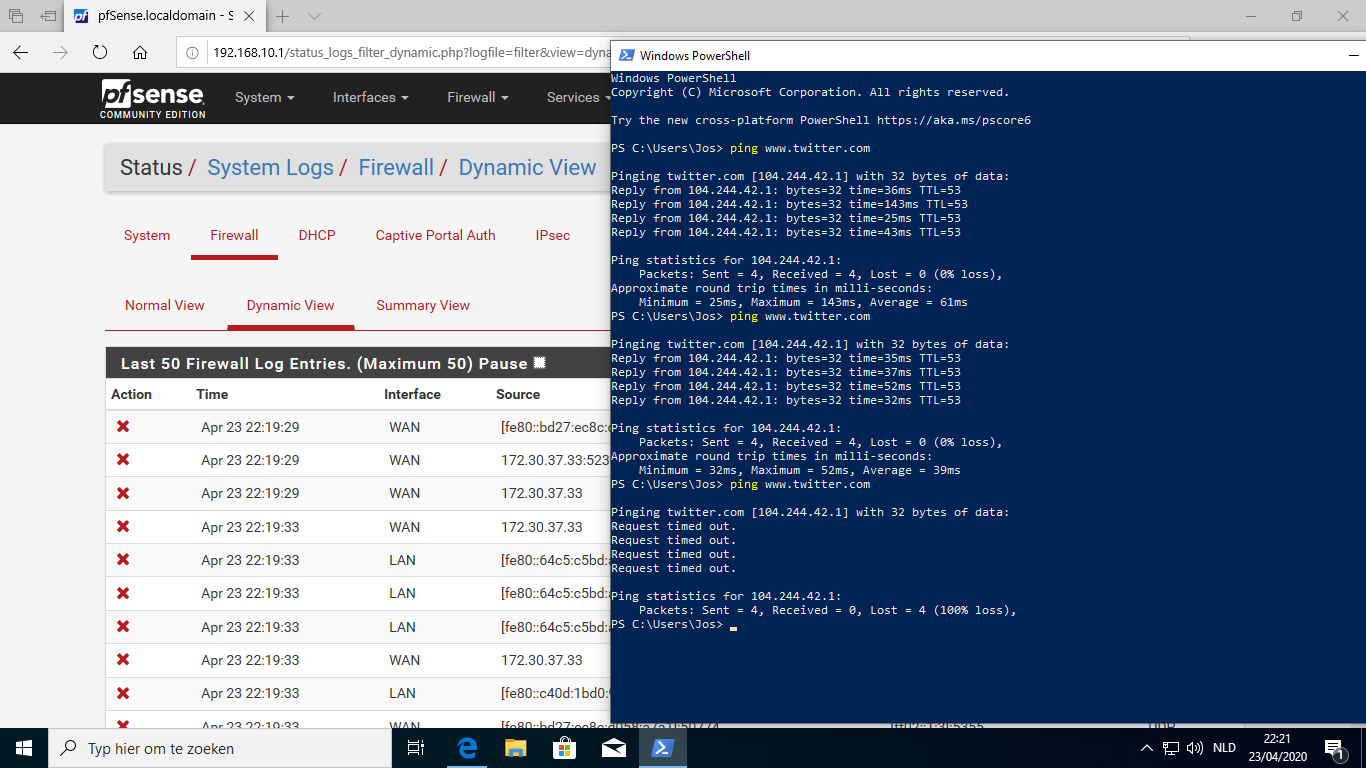 pfSense.localdomain - S
192.168.10.1/status_logs_filter_dynamic.php?logfile=filter&view=dyna
pfsense
COMMUNITY EDITION
System
Interfaces
Firewall
Services
Status / System Logs / Firewall / Dynamic View
System
Firewall
DHCP
Captive Portal Auth
IPsec
Normal View
Dynamic View
Summary View
Last 50 Firewall Log Entries. (Maximum 50) Pause
Action Time Interface Source
Apr 23 22:19:29 WAN [fe80::bd27:ec8c:
Apr 23 22:19:29 WAN 172.30.37.33:523
Apr 23 22:19:29 WAN 172.30.37.33
Apr 23 22:19:33 WAN 172.30.37.33
Apr 23 22:19:33 LAN [fe80::64c5:c5bd:
Apr 23 22:19:33 LAN [fe80::64c5:c5bd:
Apr 23 22:19:33 LAN [fe80::64c5:c5bd:
Apr 23 22:19:33 WAN 172.30.37.33
Apr 23 22:19:33 LAN [fe80::c40d:1bd0:
Apr 23 22:19:33 WAN
Windows PowerShell
Windows PowerShell
Copyright (C) Microsoft Corporation. All rights reserved.
Try the new cross-platform PowerShell https://aka.ms/pscore6
PS C:\Users\Jos> ping www.twitter.com
Pinging twitter.com [104.244.42.1] with 32 bytes of data:
Reply from 104.244.42.1: bytes=32 time=36ms TTL=53
Reply from 104.244.42.1: bytes=32 time=143ms TTL=53
Reply from 104.244.42.1: bytes=32 time=25ms TTL=53
Reply from 104.244.42.1: bytes=32 time=43ms TTL=53
Ping statistics for 104.244.42.1:
Packets: Sent = 4, Received = 4, Lost = 0 (0% loss),
Approximate round trip times in milli-seconds:
Minimum = 25ms, Maximum = 143ms, Average = 61ms
PS C:\Users\Jos> ping www.twitter.com
Pinging twitter.com [104.244.42.1] with 32 bytes of data:
Reply from 104.244.42.1: bytes=32 time=35ms TTL=53
Reply from 104.244.42.1: bytes=32 time=37ms TTL=53
Reply from 104.244.42.1: bytes=32 time=52ms TTL=53
Reply from 104.244.42.1: bytes=32 time=32ms TTL=53
Ping statistics for 104.244.42.1:
Packets: Sent = 4, Received = 4, Lost = 0 (0% loss),
Approximate round trip times in milli-seconds:
Minimum = 32ms, Maximum = 52ms, Average = 39ms
PS C:\Users\Jos> ping www.twitter.com
Pinging twitter.com [104.244.42.1] with 32 bytes of data:
Request timed out.
Request timed out.
Request timed out.
Request timed out.
Ping statistics for 104.244.42.1:
Packets: Sent = 4, Received = 0, Lost = 4 (100% loss),
PS C:\Users\Jos>
Typ hier om te zoeken
NLD
22:21
23/04/2020
1